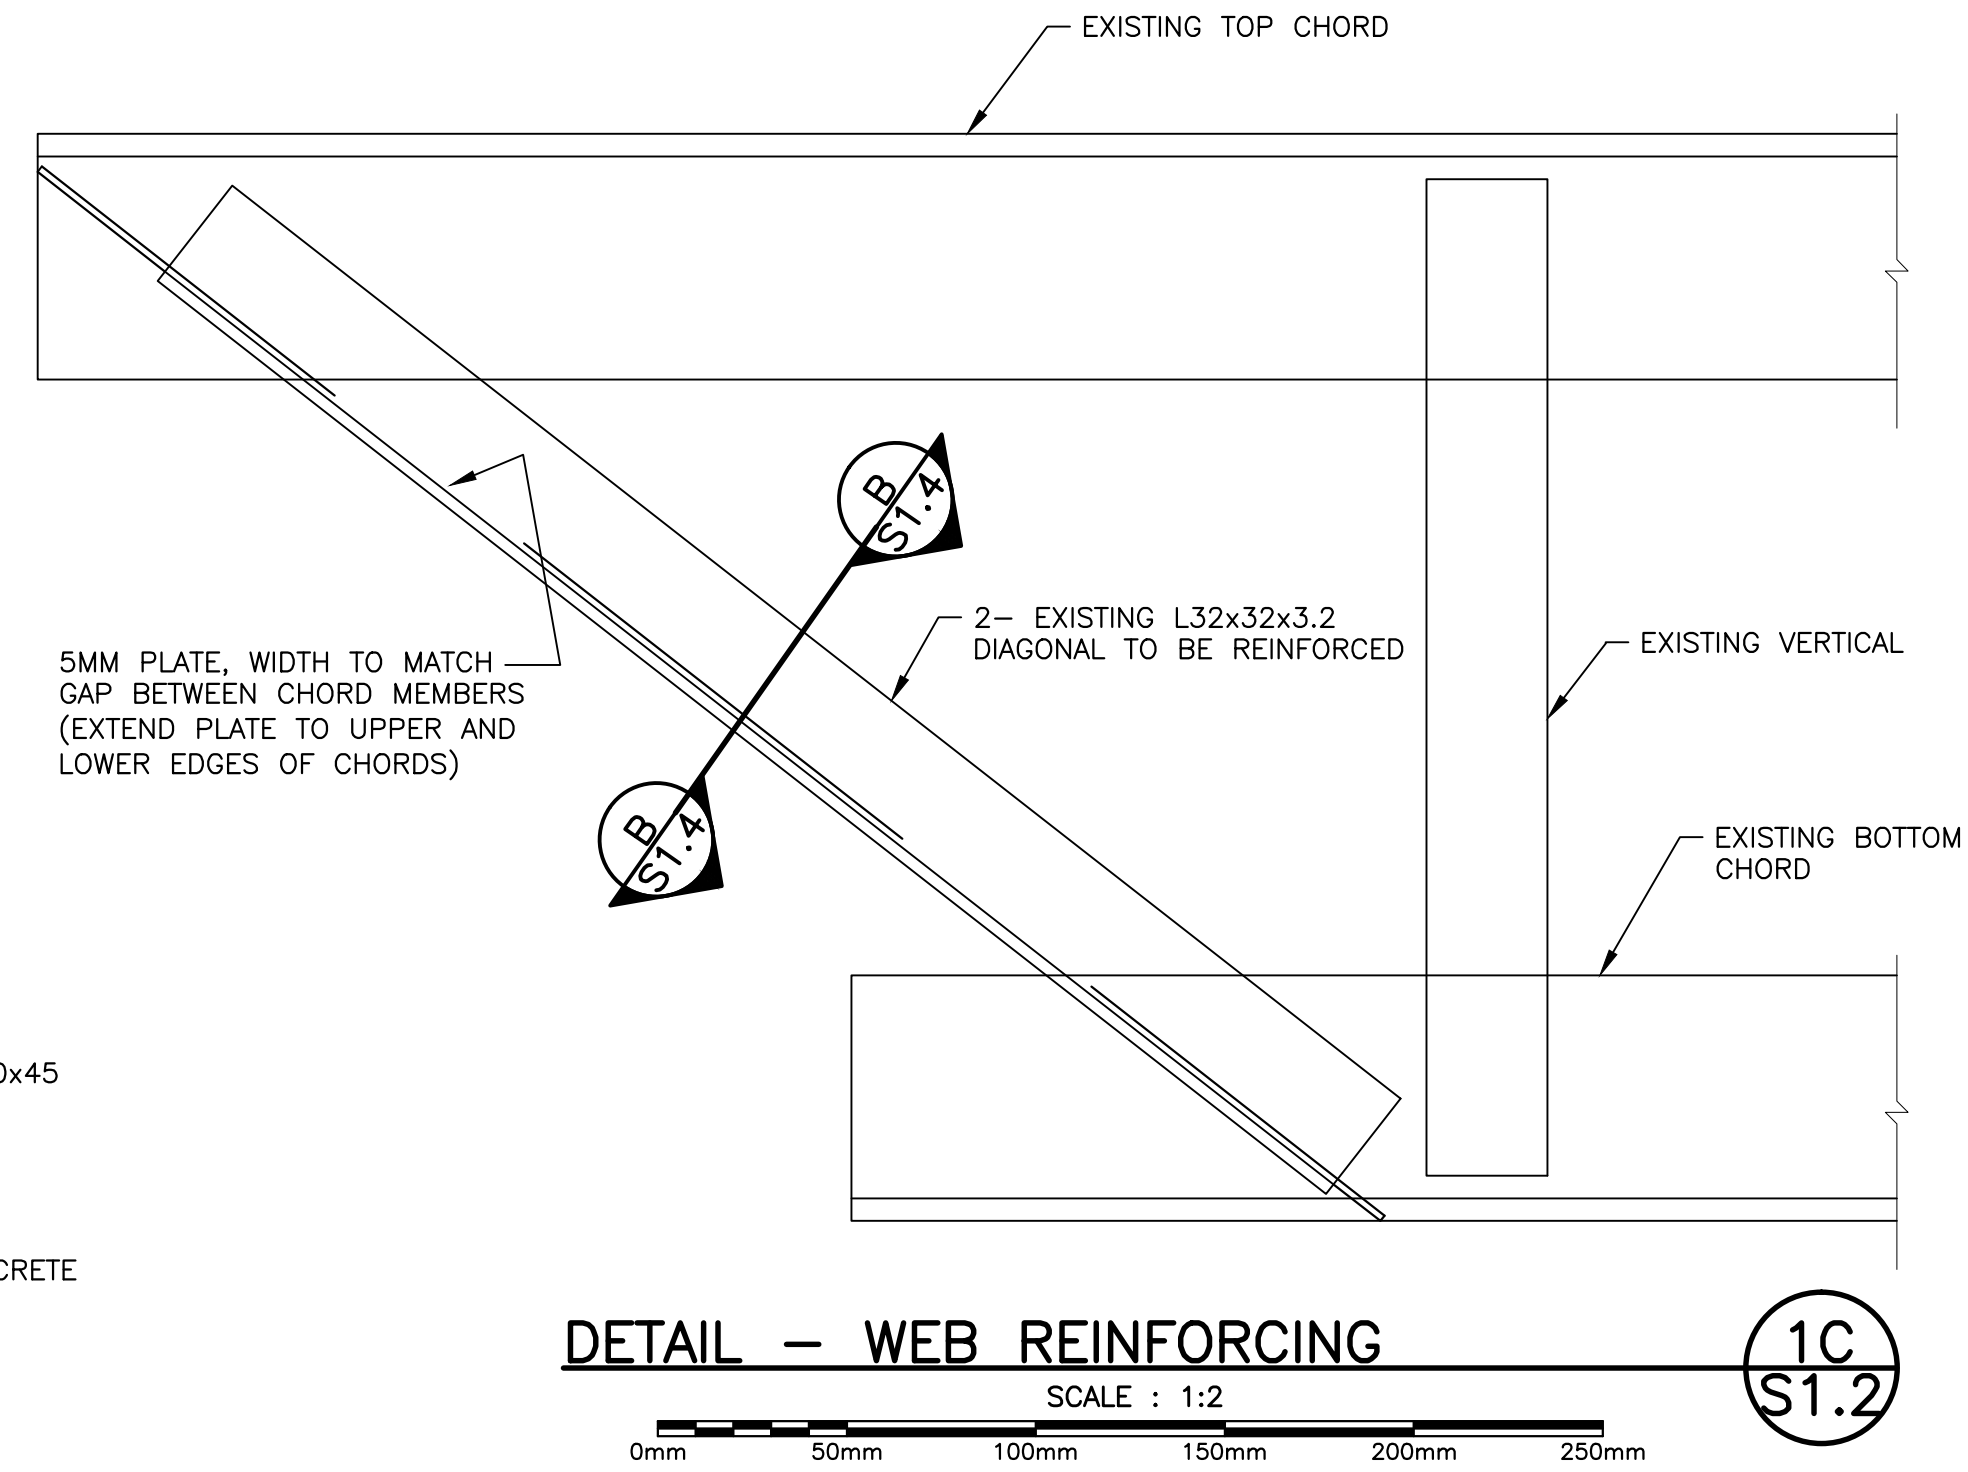 EXISTING TOP CHORD
B
S1.4
2- EXISTING L32x32x3.2
DIAGONAL TO BE REINFORCED
EXISTING VERTICAL
5MM PLATE, WIDTH TO MATCH
GAP BETWEEN CHORD MEMBERS
(EXTEND PLATE TO UPPER AND
LOWER EDGES OF CHORDS)
B
S1.4
EXISTING BOTTOM
CHORD
0x45
CRETE
DETAIL - WEB REINFORCING
1C
S1.2
SCALE : 1:2
0mm 50mm 100mm 150mm 200mm 250mm